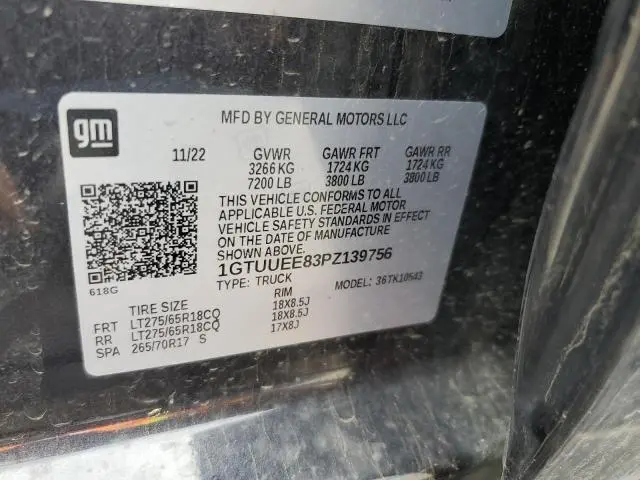 gm
MFD BY GENERAL MOTORS LLC
11/22 GVWR GAWR FRT GAWR RR
3266 KG 1724 KG 1724 KG
7200 LB 3800 LB 3800 LB
THIS VEHICLE CONFORMS TO ALL
APPLICABLE U.S. FEDERAL MOTOR
VEHICLE SAFETY STANDARDS IN EFFECT
ON THE DATE OF MANUFACTURE
SHOWN ABOVE.
1GTUUEE83PZ139756
TYPE: TRUCK MODEL: 36TK10543
618G
TIRE SIZE RIM
FRT LT275/65R18CQ 18X8.5J
RR LT275/65R18CQ 18X8.5J
SPA 265/70R17 S 17X8J